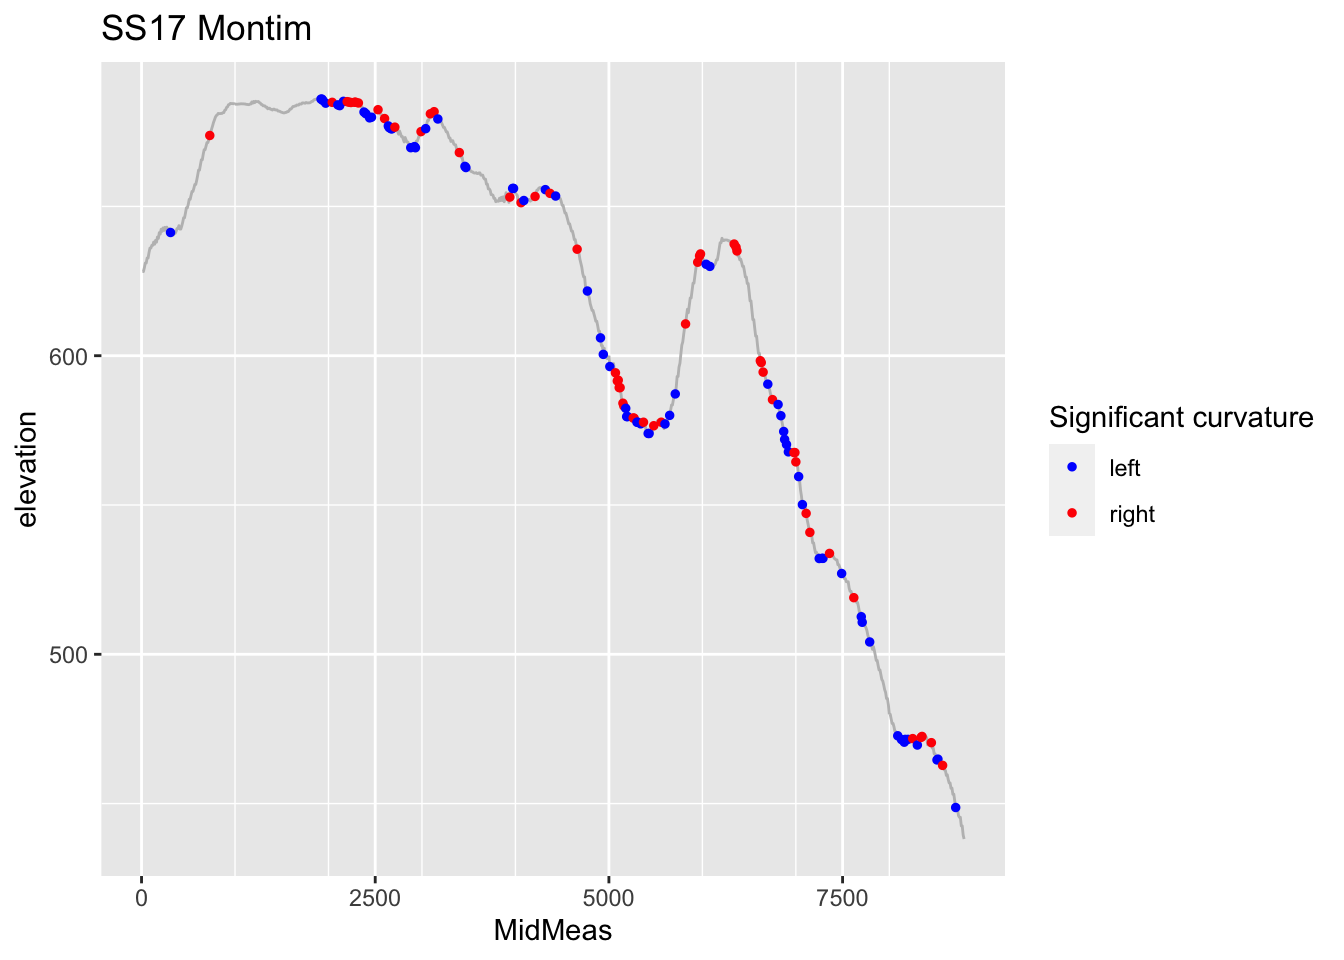 SS17 Montim
elevation
600
500
0
2500
5000
7500
MidMeas
Significant curvature
left
right